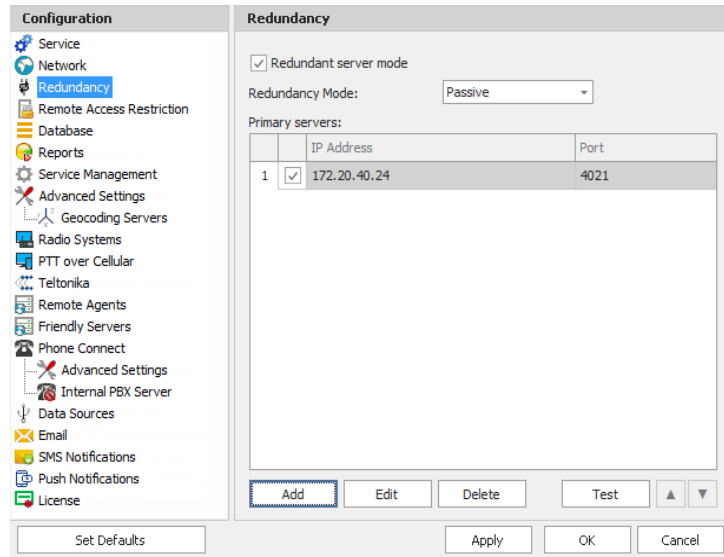 Configuration
Service
Network
Redundancy
Remote Access Restriction
Database
Reports
Service Management
Advanced Settings
Geocoding Servers
Radio Systems
PTT over Cellular
Teltonika
Remote Agents
Friendly Servers
Phone Connect
Advanced Settings
Internal PBX Server
Data Sources
Email
SMS Notifications
Push Notifications
License
Set Defaults
Redundancy
Redundant server mode
Redundancy Mode: Passive
Primary servers:
IP Address Port
1 172.20.40.24 4021
Add Edit Delete Test
Apply OK Cancel